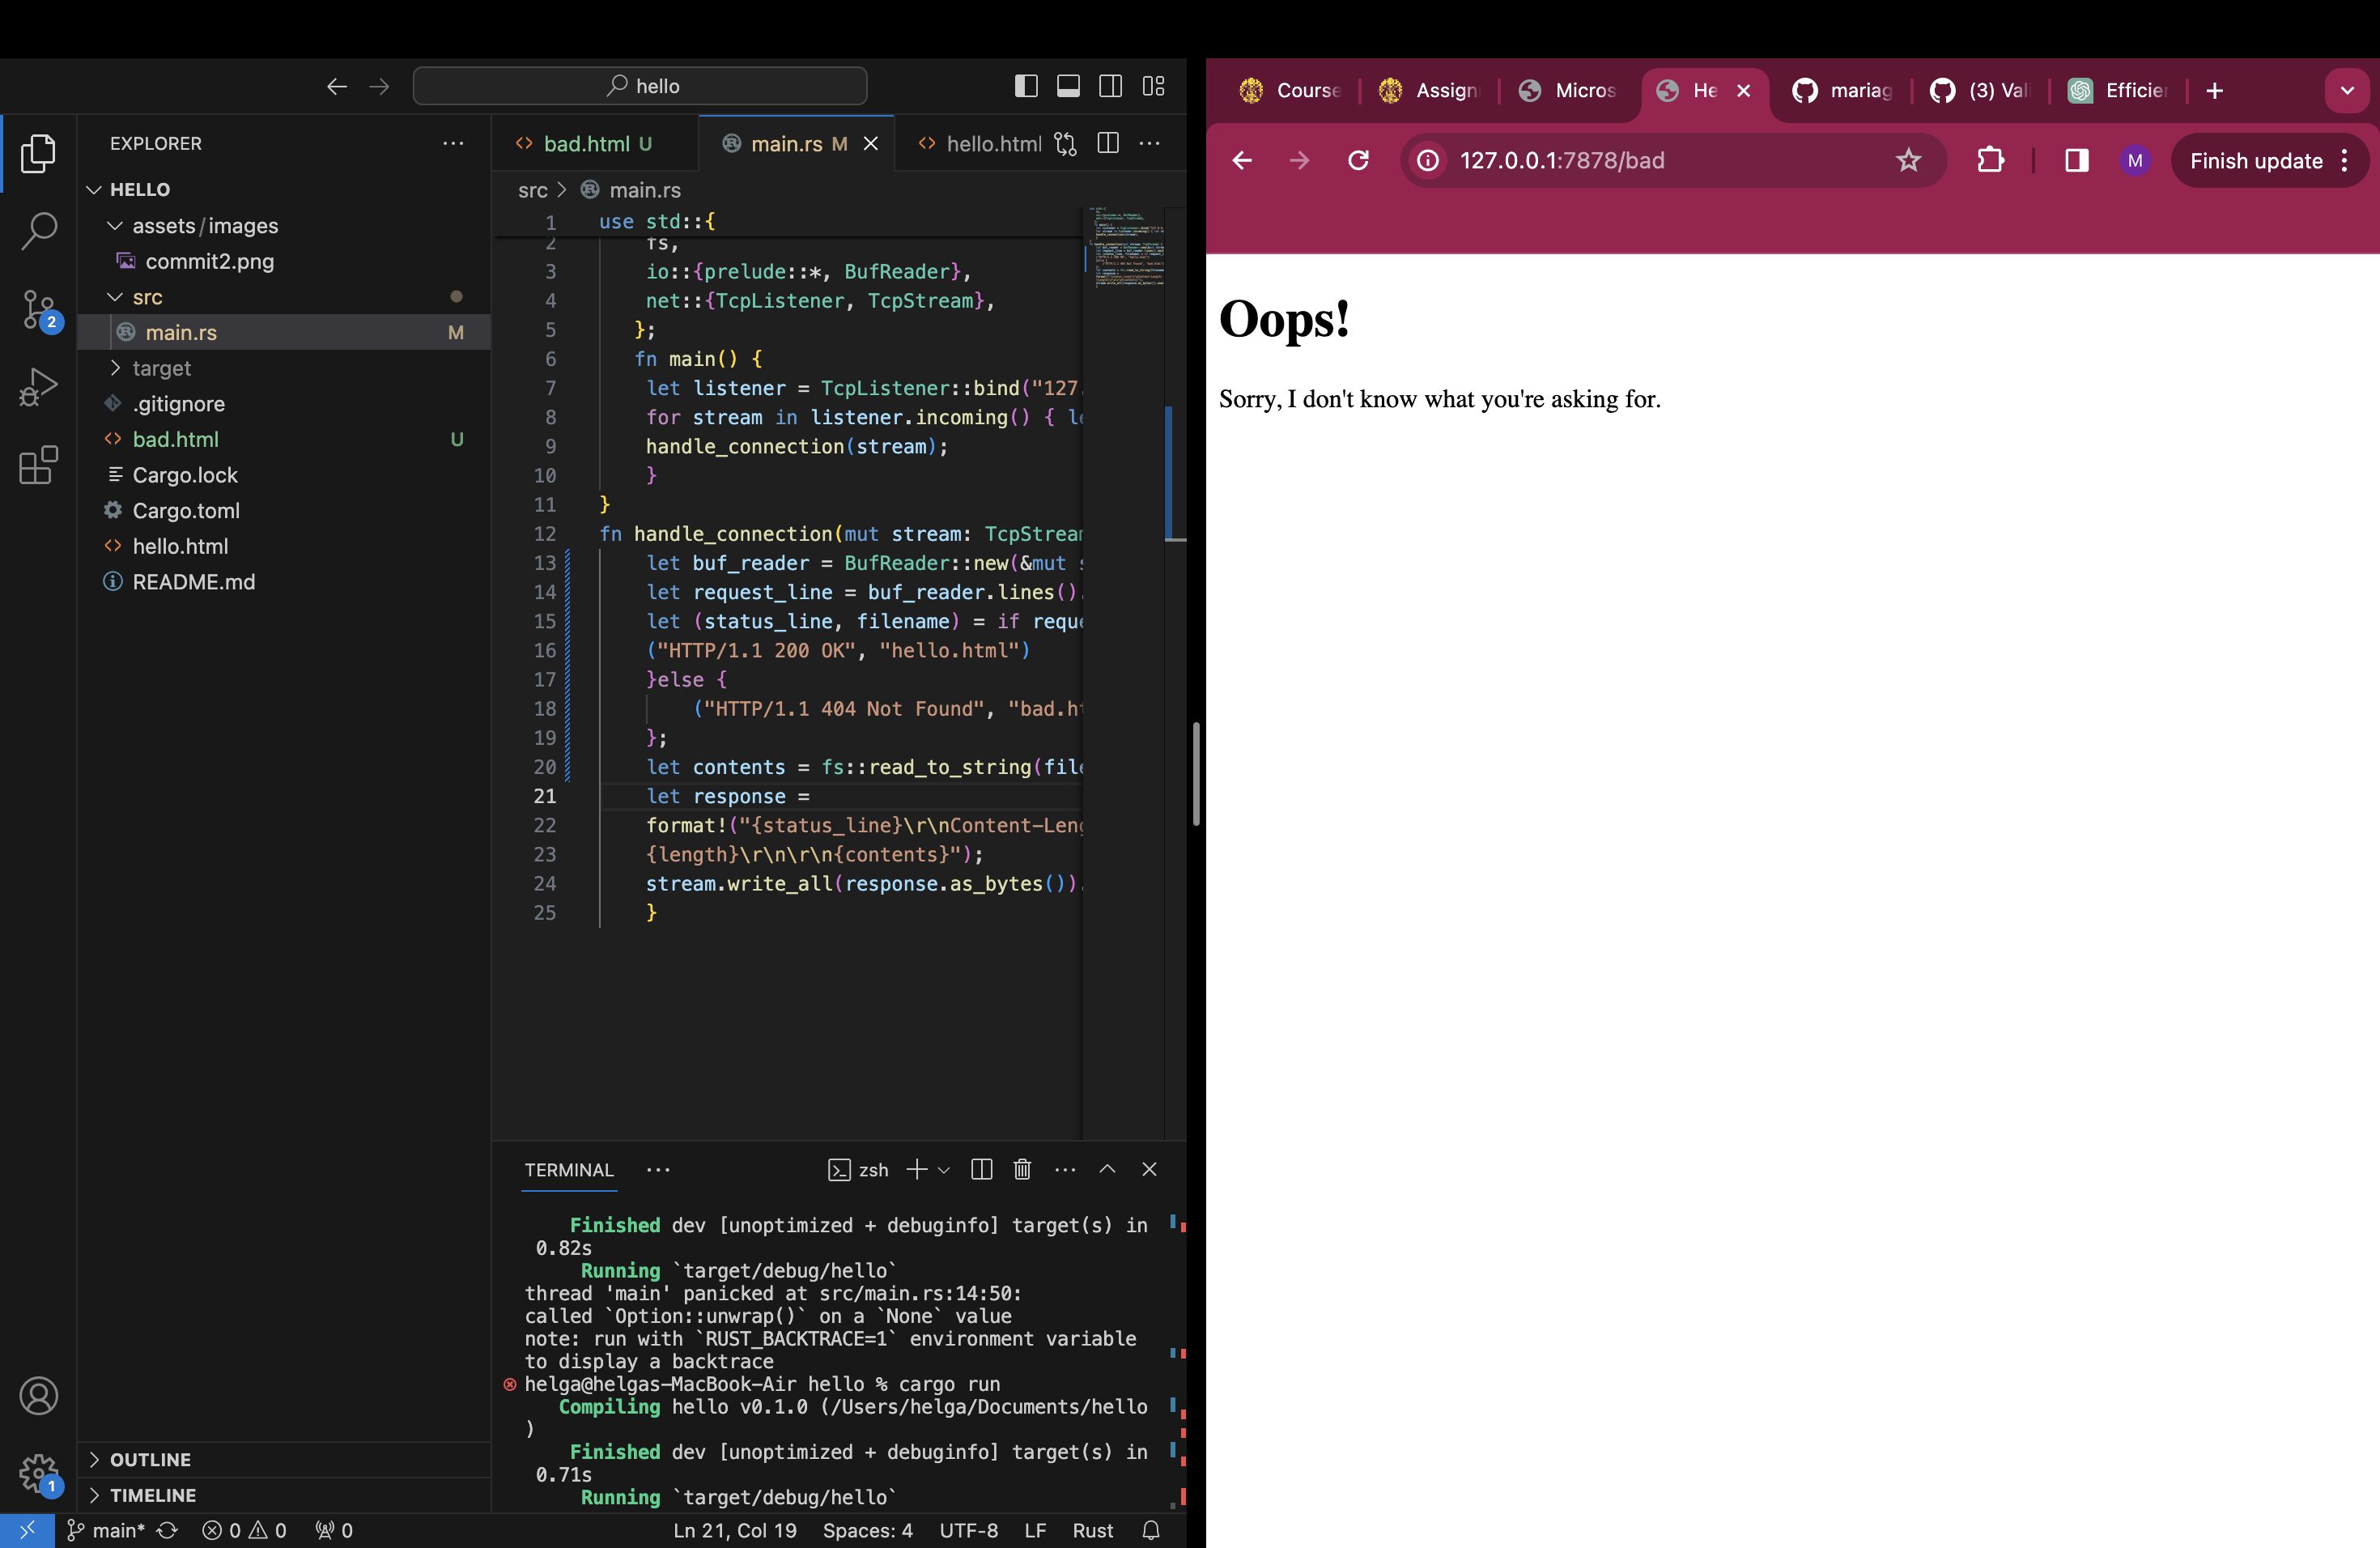 hello
EXPLORER
HELLO
assets/images
commit2.png
src
main.rs M
target
.gitignore
bad.html U
Cargo.lock
Cargo.toml
hello.html
README.md
OUTLINE
TIMELINE
2
1
bad.html U
main.rs M
hello.html
src > main.rs
1 use std::{
2 fs,
3 io::{prelude::*, BufReader},
4 net::{TcpListener, TcpStream},
5 };
6 fn main() {
7 let listener = TcpListener::bind("127.
8 for stream in listener.incoming() { le
9 handle_connection(stream);
10 }
11 }
12 fn handle_connection(mut stream: TcpStream
13 let buf_reader = BufReader::new(&mut s
14 let request_line = buf_reader.lines().
15 let (status_line, filename) = if reque
16 ("HTTP/1.1 200 OK", "hello.html")
17 }else {
18 ("HTTP/1.1 404 Not Found", "bad.ht
19 };
20 let contents = fs::read_to_string(file
21 let response =
22 format!("{status_line}\r\nContent-Leng
23 {length}\r\n\r\n{contents}");
24 stream.write_all(response.as_bytes()).
25 }
TERMINAL
zsh
Finished dev [unoptimized + debuginfo] target(s) in
0.82s
Running `target/debug/hello`
thread 'main' panicked at src/main.rs:14:50:
called `Option::unwrap()` on a `None` value
note: run with `RUST_BACKTRACE=1` environment variable
to display a backtrace
helga@helgas-MacBook-Air hello % cargo run
Compiling hello v0.1.0 (/Users/helga/Documents/hello
)
Finished dev [unoptimized + debuginfo] target(s) in
0.71s
Running `target/debug/hello`
main* 0 0 0
Ln 21, Col 19 Spaces: 4 UTF-8 LF Rust
Course
Assign
Micros
He
mariag
(3) Val
Efficie
127.0.0.1:7878/bad
M
Finish update
Oops!
Sorry, I don't know what you're asking for.